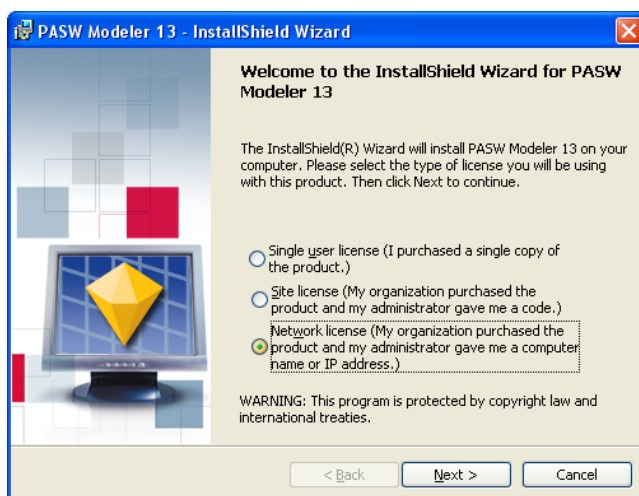 PASW Modeler 13 - InstallShield Wizard
Welcome to the InstallShield Wizard for PASW
Modeler 13
The InstallShield(R) Wizard will install PASW Modeler 13 on your
computer. Please select the type of license you will be using
with this product. Then click Next to continue.
Single user license (I purchased a single copy of
the product.)
Site license (My organization purchased the
product and my administrator gave me a code.)
Network license (My organization purchased the
product and my administrator gave me a computer
name or IP address.)
WARNING: This program is protected by copyright law and
international treaties.
< Back
Next >
Cancel